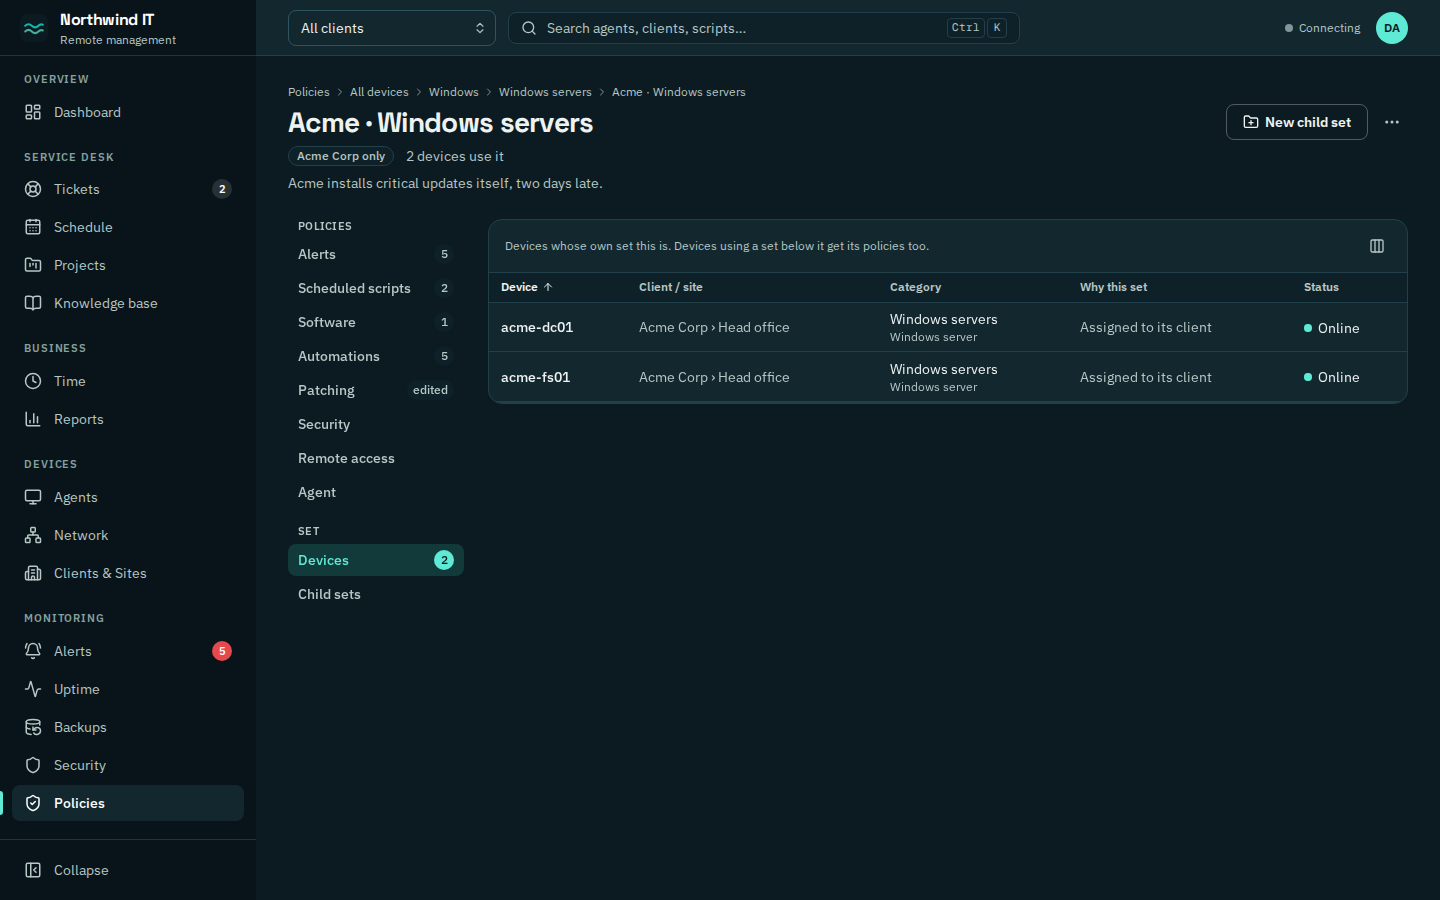 Northwind IT
Remote management
All clients
Search agents, clients, scripts...
Ctrl K
Connecting
DA
OVERVIEW
Dashboard
SERVICE DESK
Tickets 2
Schedule
Projects
Knowledge base
BUSINESS
Time
Reports
DEVICES
Agents
Network
Clients & Sites
MONITORING
Alerts 5
Uptime
Backups
Security
Policies
Collapse
Policies > All devices > Windows > Windows servers > Acme · Windows servers
Acme · Windows servers
New child set
Acme Corp only 2 devices use it
Acme installs critical updates itself, two days late.
POLICIES
Alerts 5
Scheduled scripts 2
Software 1
Automations 5
Patching edited
Security
Remote access
Agent
SET
Devices 2
Child sets
Devices whose own set this is. Devices using a set below it get its policies too.
Device ↑ Client / site Category Why this set Status
acme-dc01 Acme Corp › Head office Windows servers Assigned to its client Online
Windows server
acme-fs01 Acme Corp › Head office Windows servers Assigned to its client Online
Windows server